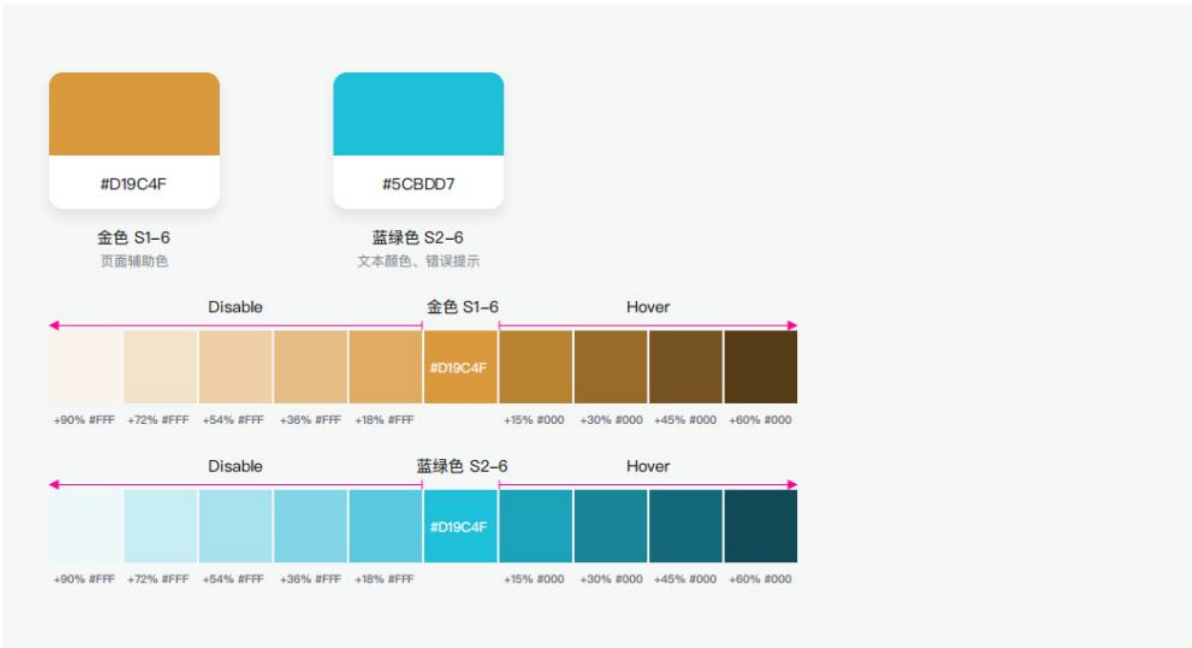 #D19C4F
#5CBDD7
金色 S1-6
蓝绿色 S2-6
页面辅助色
文本颜色、错误提示
Disable 金色 S1-6 Hover
#D19C4F
+90% #FFF +72% #FFF +54% #FFF +36% #FFF +18% #FFF +15% #000 +30% #000 +45% #000 +60% #000
Disable 蓝绿色 S2-6 Hover
#D19C4F
+90% #FFF +72% #FFF +54% #FFF +36% #FFF +18% #FFF +15% #000 +30% #000 +45% #000 +60% #000